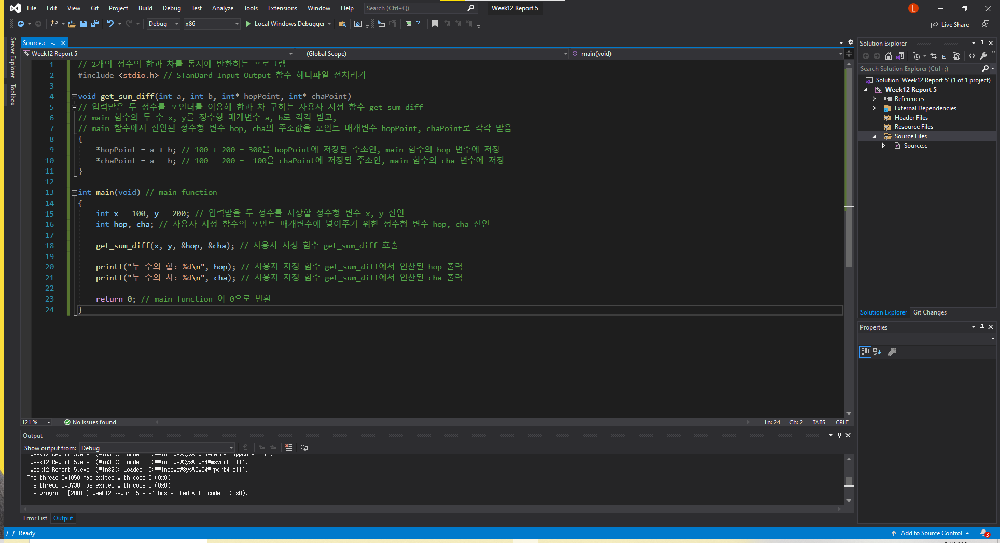 File Edit View Git Project Build Debug Test Analyze Tools Extensions Window Help Search (Ctrl+Q) Week12 Report 5 L
Debug x86 Local Windows Debugger Live Share
Server Explorer
Toolbox
Source.c
Week12 Report 5 (Global Scope) main(void)
1 // 2개의 정수의 합과 차를 동시에 반환하는 프로그램
2 #include <stdio.h> // STanDard Input Output 함수 헤더파일 전처리기
3
4 void get_sum_diff(int a, int b, int* hopPoint, int* chaPoint)
5 // 입력받은 두 정수를 포인터를 이용해 합과 차 구하는 사용자 지정 함수 get_sum_diff
6 // main 함수의 두 수 x, y를 정수형 매개변수 a, b로 각각 받고,
7 // main 함수에서 선언된 정수형 변수 hop, cha의 주소값을 포인트 매개변수 hopPoint, chaPoint로 각각 받음
8 {
9 *hopPoint = a + b; // 100 + 200 = 300을 hopPoint에 저장된 주소인, main 함수의 hop 변수에 저장
10 *chaPoint = a - b; // 100 - 200 = -100을 chaPoint에 저장된 주소인, main 함수의 cha 변수에 저장
11 }
12
13 int main(void) // main function
14 {
15 int x = 100, y = 200; // 입력받을 두 정수를 저장할 정수형 변수 x, y 선언
16 int hop, cha; // 사용자 지정 함수의 포인트 매개변수에 넣어주기 위한 정수형 변수 hop, cha 선언
17
18 get_sum_diff(x, y, &hop, &cha); // 사용자 지정 함수 get_sum_diff 호출
19
20 printf("두 수의 합: %d\n", hop); // 사용자 지정 함수 get_sum_diff에서 연산된 hop 출력
21 printf("두 수의 차: %d\n", cha); // 사용자 지정 함수 get_sum_diff에서 연산된 cha 출력
22
23 return 0; // main function 이 0으로 반환
24 }
121 % No issues found Ln: 24 Ch: 2 TABS CRLF
Output
Show output from: Debug
'Week12 Report 5.exe' (Win32): Loaded 'C:₩Windows₩SysWOW64₩kernel.appcore.dll'.
'Week12 Report 5.exe' (Win32): Loaded 'C:₩Windows₩SysWOW64₩msvcrt.dll'.
'Week12 Report 5.exe' (Win32): Loaded 'C:₩Windows₩SysWOW64₩rpcrt4.dll'.
The thread 0x1050 has exited with code 0 (0x0).
The thread 0x3738 has exited with code 0 (0x0).
The program '[20812] Week12 Report 5.exe' has exited with code 0 (0x0).
Error List Output
Solution Explorer
Search Solution Explorer (Ctrl+;)
Solution 'Week12 Report 5' (1 of 1 project)
Week12 Report 5
References
External Dependencies
Header Files
Resource Files
Source Files
Source.c
Solution Explorer Git Changes
Properties
Ready Add to Source Control 3